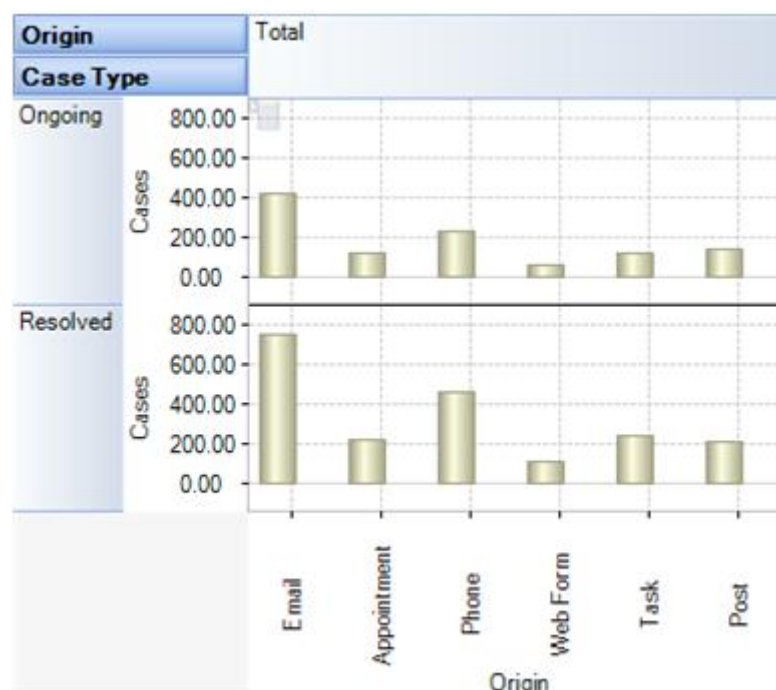 Origin
Total
Case Type
Ongoing
Cases
800.00
600.00
400.00
200.00
0.00
Resolved
Cases
800.00
600.00
400.00
200.00
0.00
Email
Appointment
Phone
Web Form
Task
Post
Origin